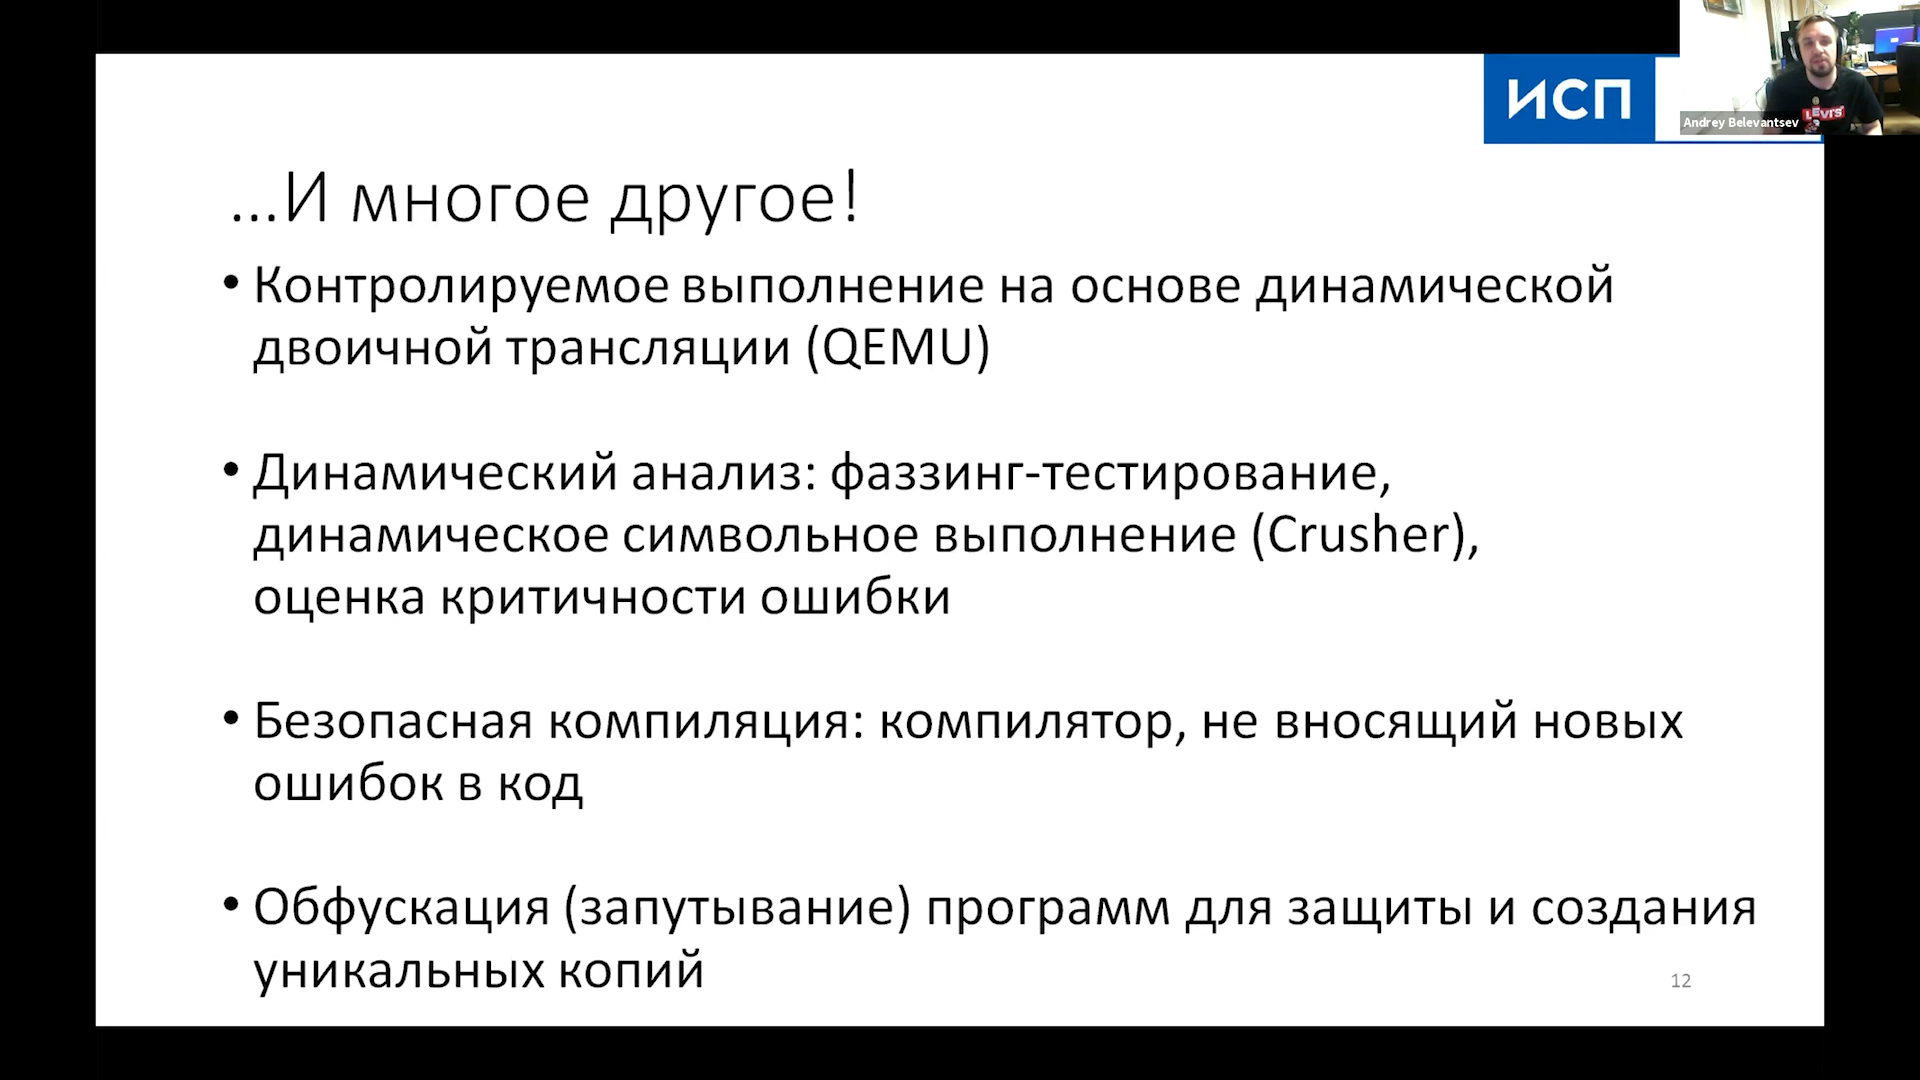 ИСП
Andrey Belevantsev
LEVI'S
...И многое другое!
• Контролируемое выполнение на основе динамической
двоичной трансляции (QEMU)
• Динамический анализ: фаззинг-тестирование,
динамическое символьное выполнение (Crusher),
оценка критичности ошибки
• Безопасная компиляция: компилятор, не вносящий новых
ошибок в код
• Обфускация (запутывание) программ для защиты и создания
уникальных копий
12